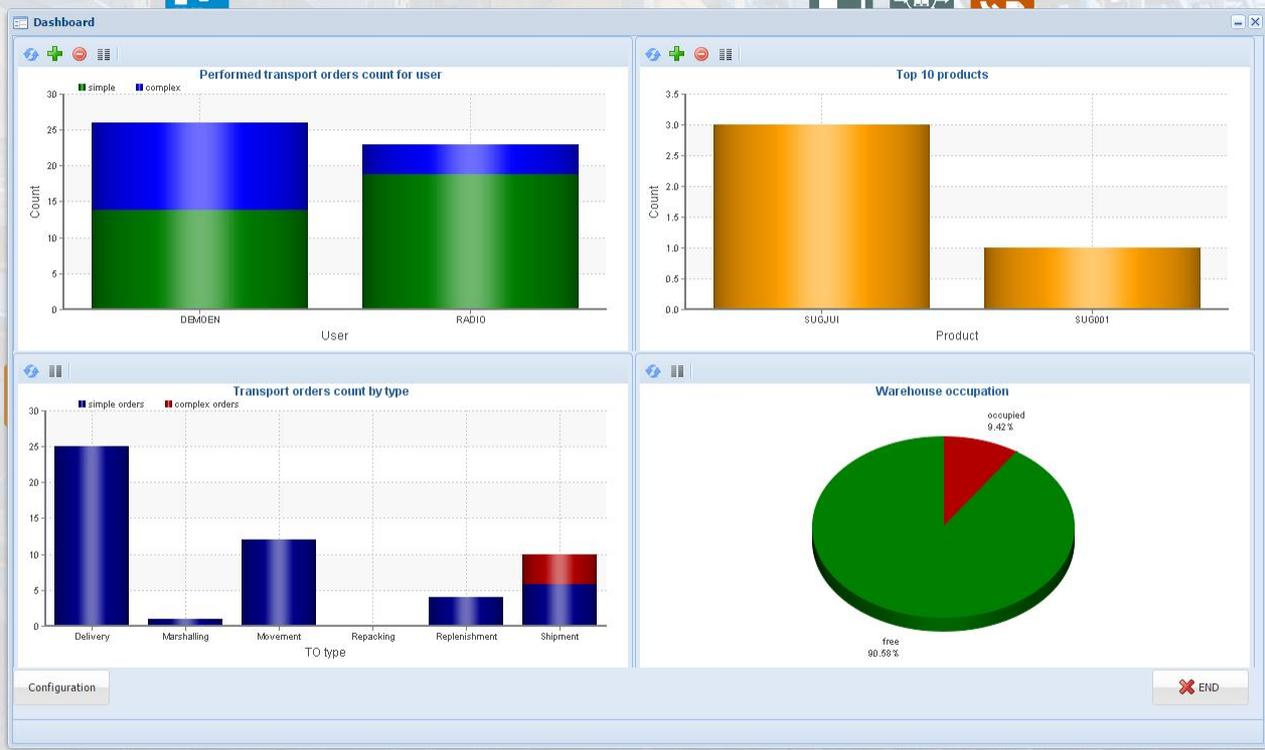 Dashboard
Performed transport orders count for user
simple complex
30
25
20
15
10
5
0
Count
DEMOEN RADIO
User
Top 10 products
3.5
3.0
2.5
2.0
1.5
1.0
0.5
0.0
Count
SUGJUI SUG001
Product
Transport orders count by type
simple orders complex orders
30
25
20
15
10
5
0
Delivery Marshalling Movement Repacking Replenishment Shipment
TO type
Warehouse occupation
occupied
9.42%
free
90.58%
Configuration
END